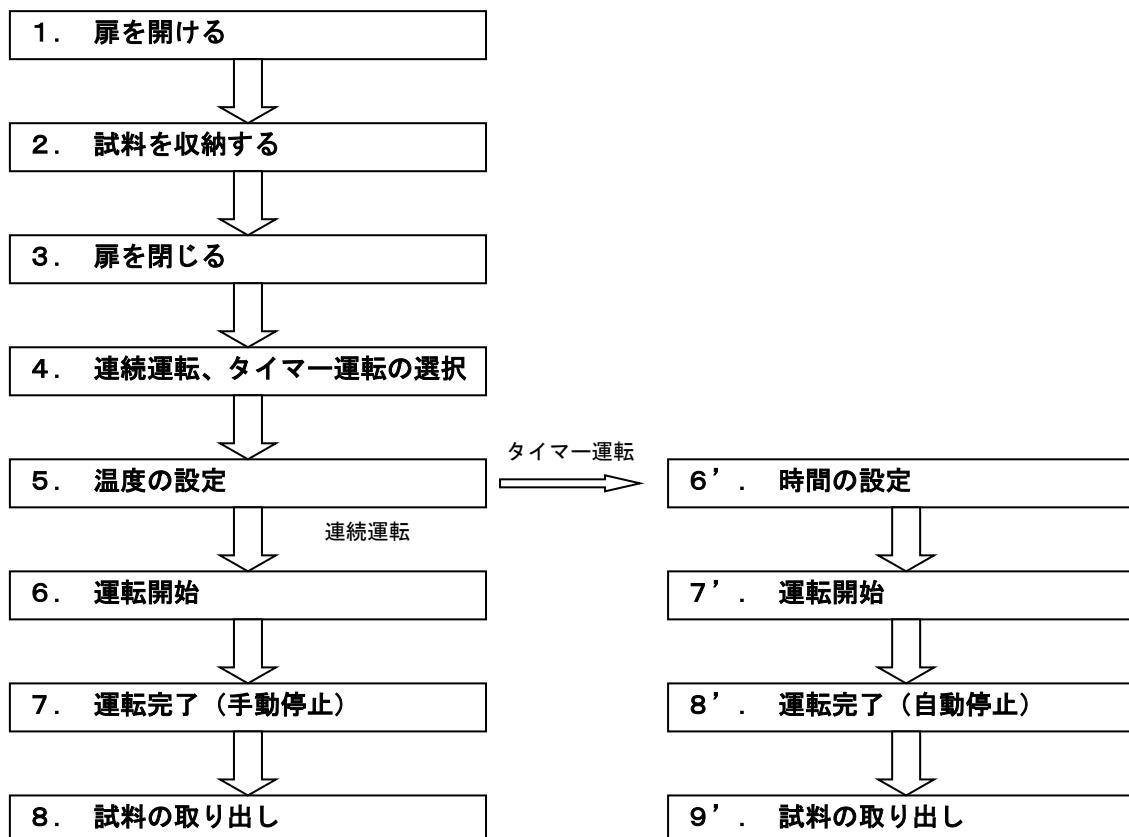 １.　扉を開ける
２.　試料を収納する
３.　扉を閉じる
４.　連続運転、タイマー運転の選択
タイマー運転
５.　温度の設定
６’.　時間の設定
連続運転
６.　運転開始
７’.　運転開始
７.　運転完了（手動停止）
８’.　運転完了（自動停止）
８.　試料の取り出し
９’.　試料の取り出し